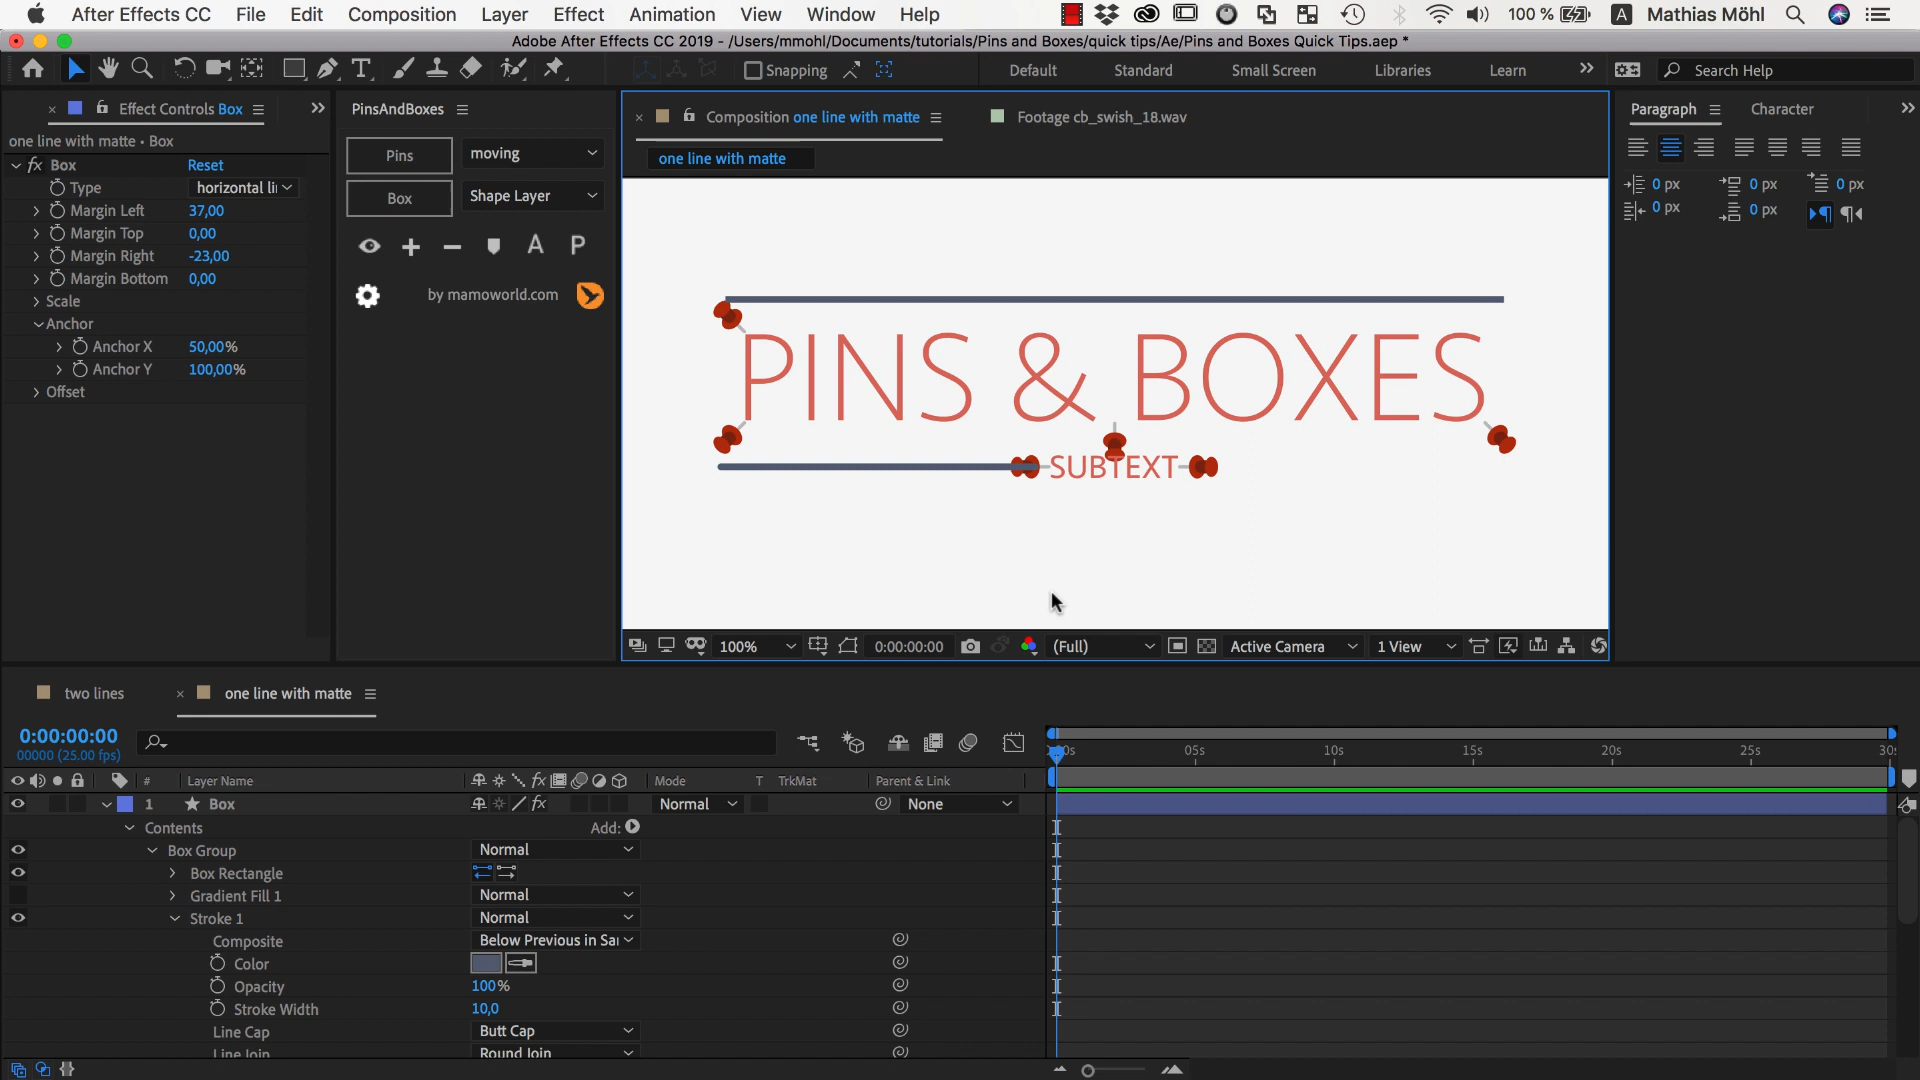 After Effects CC File Edit Composition Layer Effect Animation View Window Help 100 % A Mathias Möhl
Adobe After Effects CC 2019 - /Users/mmohl/Documents/tutorials/Pins and Boxes/quick tips/Ae/Pins and Boxes Quick Tips.aep *
Snapping Default Standard Small Screen Libraries Learn Search Help
Effect Controls Box
PinsAndBoxes
Composition one line with matte
Footage cb_swish_18.wav
Paragraph Character
one line with matte • Box
fx Box Reset
Type horizontal li
Margin Left 37,00
Margin Top 0,00
Margin Right -23,00
Margin Bottom 0,00
Scale
Anchor
Anchor X 50,00%
Anchor Y 100,00%
Offset
Pins moving
Box Shape Layer
A P
by mamoworld.com
one line with matte
PINS & BOXES
SUBTEXT
0 px 0 px 0 px
0 px 0 px
100% 0:00:00:00 (Full) Active Camera 1 View
two lines one line with matte
0:00:00:00
00000 (25.00 fps)
05s 10s 15s 20s 25s
# Layer Name fx Mode T TrkMat Parent & Link
1 Box fx Normal None
Contents Add:
Box Group Normal
Box Rectangle
Gradient Fill 1 Normal
Stroke 1 Normal
Composite Below Previous in Sa
Color
Opacity 100%
Stroke Width 10,0
Line Cap Butt Cap
Line Join Round Join